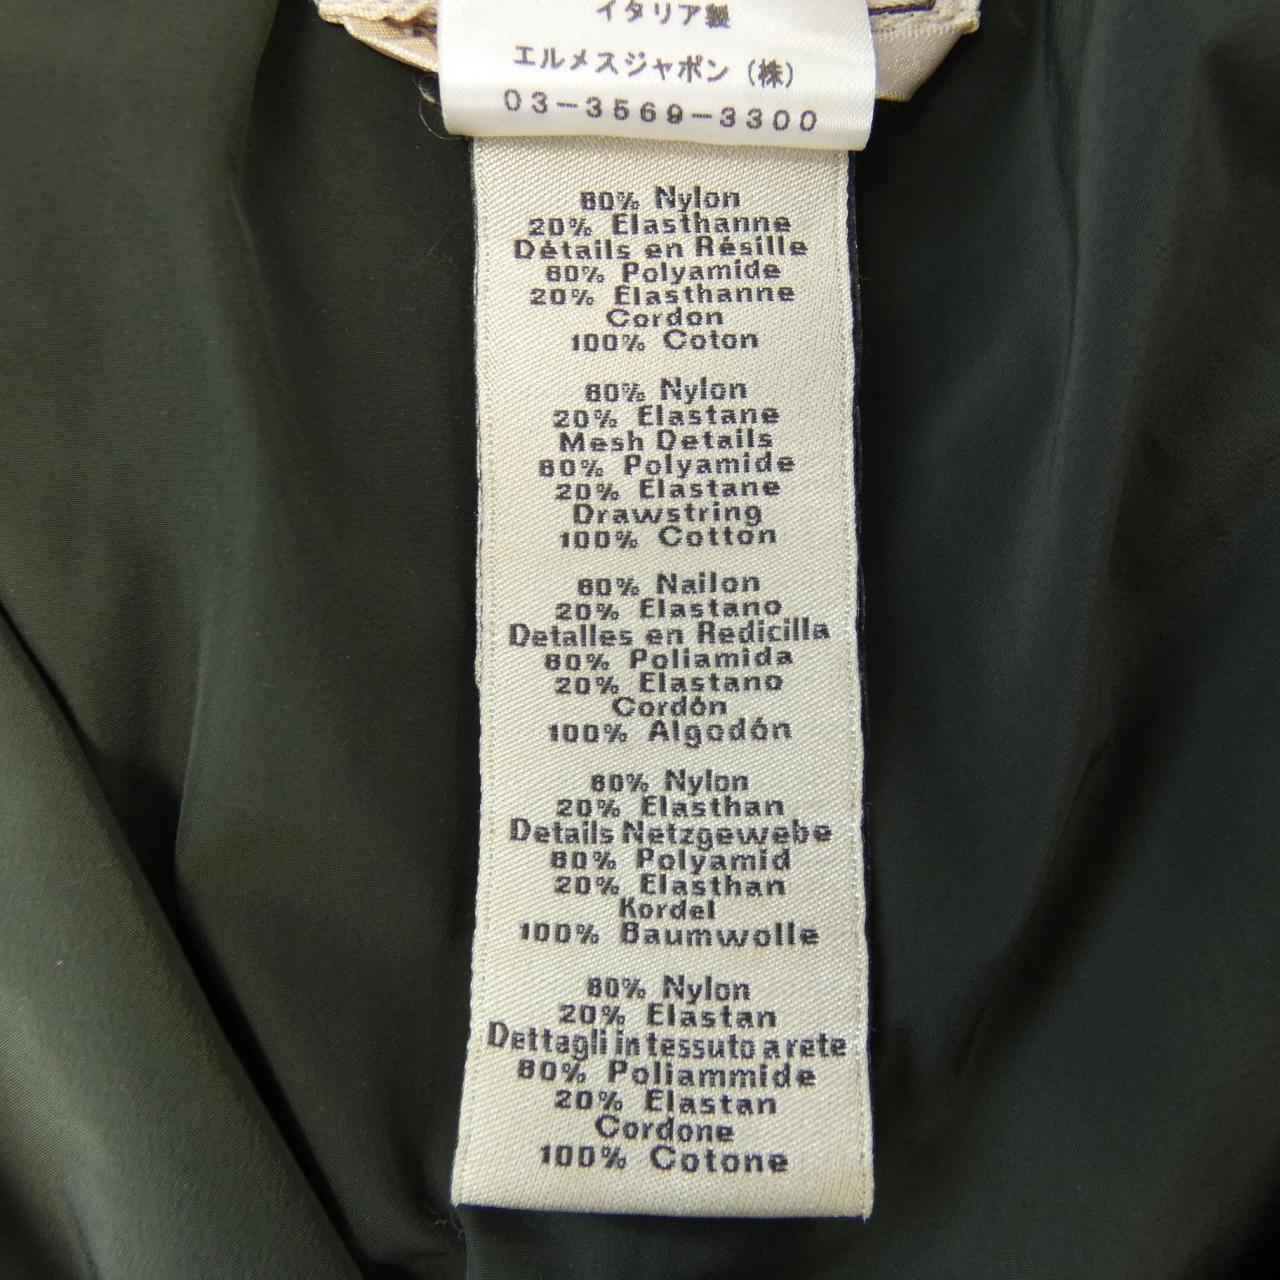 イタリア製
エルメスジャポン（株）
03-3569-3300
80% Nylon
20% Elasthanne
Détails en Résille
80% Polyamide
20% Elasthanne
Cordon
100% Coton
80% Nylon
20% Elastane
Mesh Details
80% Polyamide
20% Elastane
Drawstring
100% Cotton
80% Nailon
20% Elastano
Detalles en Redicilla
80% Poliamida
20% Elastano
Cordón
100% Algodón
80% Nylon
20% Elasthan
Details Netzgewebe
80% Polyamid
20% Elasthan
Kordel
100% Baumwolle
80% Nylon
20% Elastan
Dettagli in tessuto a rete
80% Poliammide
20% Elastan
Cordone
100% Cotone